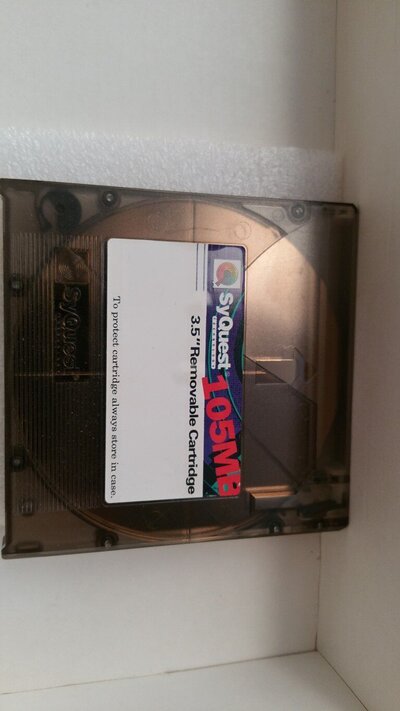 SyQuest
105MB
3.5" Removable Cartridge
To protect cartridge always store in case.
SyQuest